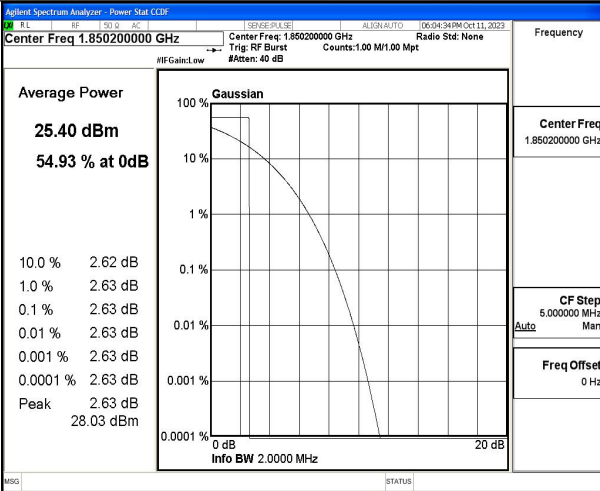 Agilent Spectrum Analyzer - Power Stat CCDF
LXI RL RF 50 Ω AC SENSE:PULSE ALIGN AUTO 06:04:34 PM Oct 11, 2023
Center Freq 1.850200000 GHz
Center Freq: 1.850200000 GHz Radio Std: None
Trig: RF Burst Counts:1.00 M/1.00 Mpt
#IFGain:Low #Atten: 40 dB
Frequency
Average Power
25.40 dBm
54.93 % at 0dB
10.0 % 2.62 dB
1.0 % 2.63 dB
0.1 % 2.63 dB
0.01 % 2.63 dB
0.001 % 2.63 dB
0.0001 % 2.63 dB
Peak 2.63 dB
28.03 dBm
Gaussian
100 %
10 %
1 %
0.1 %
0.01 %
0.001 %
0.0001 %
0 dB 20 dB
Info BW 2.0000 MHz
Center Freq
1.850200000 GHz
CF Step
5.000000 MHz
Auto Man
Freq Offset
0 Hz
MSG STATUS